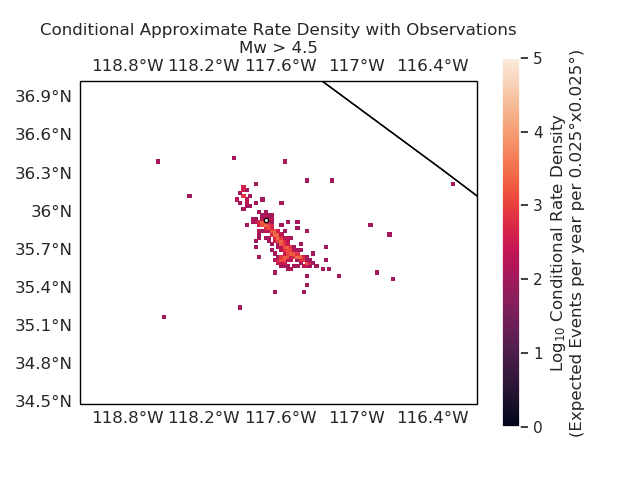 Conditional Approximate Rate Density with Observations
Mw > 4.5
118.8°W 118.2°W 117.6°W 117°W 116.4°W
36.9°N
36.6°N
36.3°N
36°N
35.7°N
35.4°N
35.1°N
34.8°N
34.5°N
118.8°W 118.2°W 117.6°W 117°W 116.4°W
5
4
3
2
1
0
Log₁₀ Conditional Rate Density
(Expected Events per year per 0.025°x0.025°)